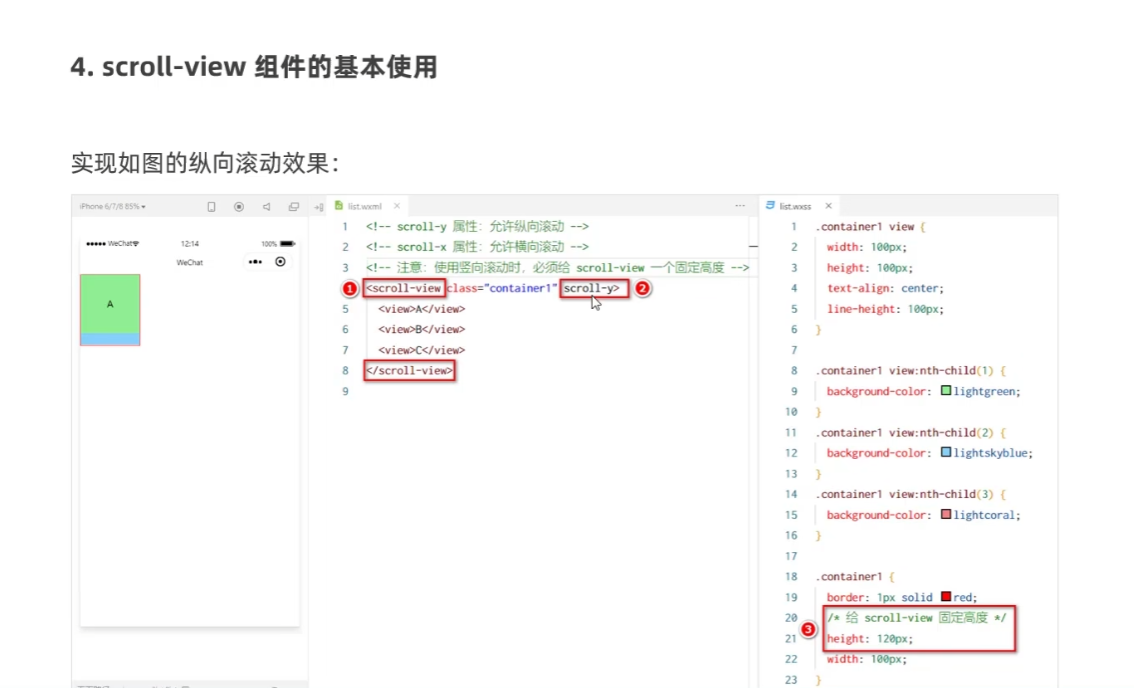 4. scroll-view 组件的基本使用
实现如图的纵向滚动效果：
iPhone 6/7/8 85%
WeChat
12:14
100%
WeChat
A
list.wxml
1 <!-- scroll-y 属性：允许纵向滚动 -->
2 <!-- scroll-x 属性：允许横向滚动 -->
3 <!-- 注意：使用竖向滚动时，必须给 scroll-view 一个固定高度 -->
1 <scroll-view class="container1" scroll-y> 2
5 <view>A</view>
6 <view>B</view>
7 <view>C</view>
8 </scroll-view>
9
list.wxss
1 .container1 view {
2 width: 100px;
3 height: 100px;
4 text-align: center;
5 line-height: 100px;
6 }
7
8 .container1 view:nth-child(1) {
9 background-color: lightgreen;
10 }
11 .container1 view:nth-child(2) {
12 background-color: lightskyblue;
13 }
14 .container1 view:nth-child(3) {
15 background-color: lightcoral;
16 }
17
18 .container1 {
19 border: 1px solid red;
20 /* 给 scroll-view 固定高度 */
3
21 height: 120px;
22 width: 100px;
23 }